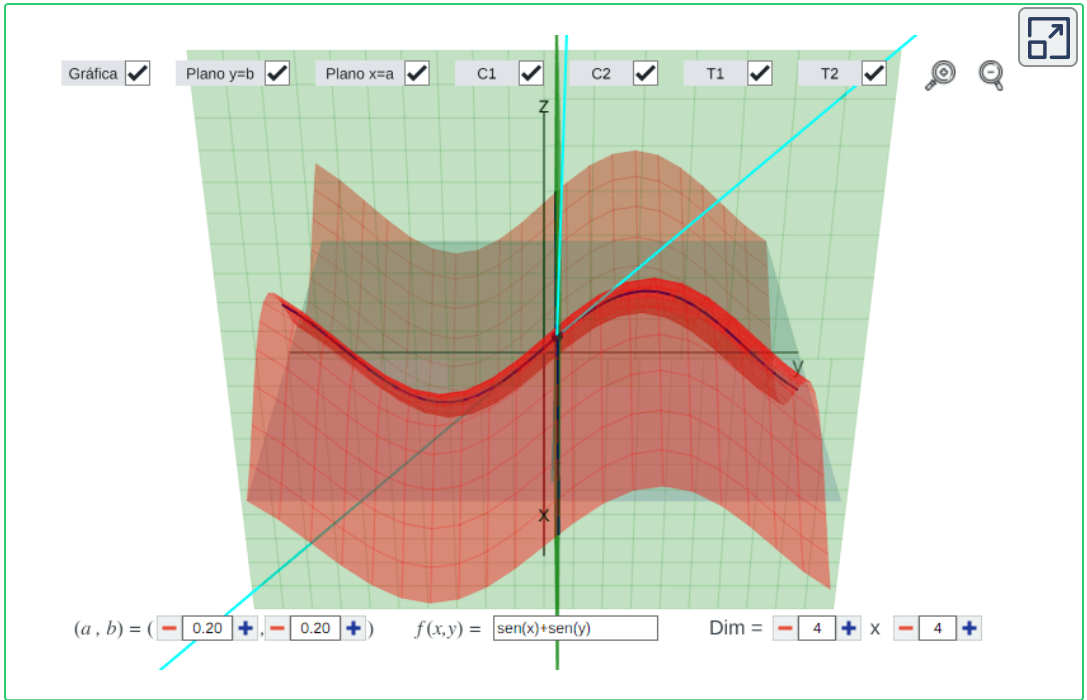 Gráfica Plano y=b Plano x=a C1 C2 T1 T2
z
y
x
(a , b) = ( 0.20 , 0.20 ) f(x,y) = sen(x)+sen(y) Dim = 4 x 4